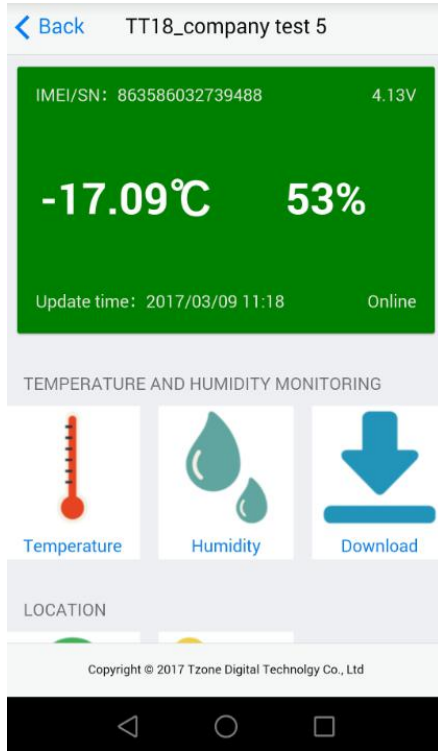 Back TT18_company test 5
IMEI/SN: 863586032739488 4.13V
-17.09℃ 53%
Update time: 2017/03/09 11:18 Online
TEMPERATURE AND HUMIDITY MONITORING
Temperature Humidity Download
LOCATION
Copyright © 2017 Tzone Digital Technolgy Co., Ltd